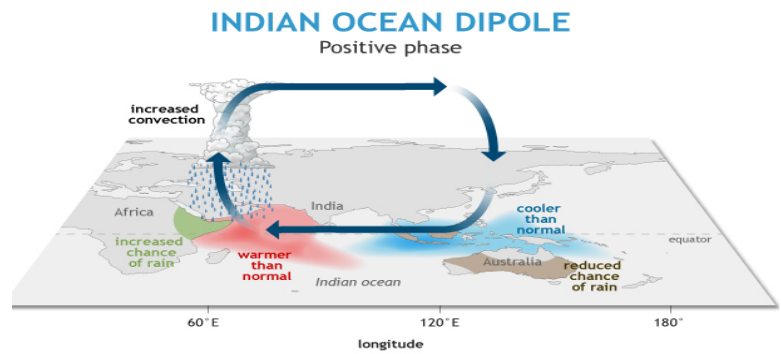 INDIAN OCEAN DIPOLE
Positive phase
increased
convection
Africa
India
cooler
than
normal
increased
chance
of rain
warmer
than
normal
equator
Indian ocean
Australia
reduced
chance
of rain
60°E
120°E
180°
longitude